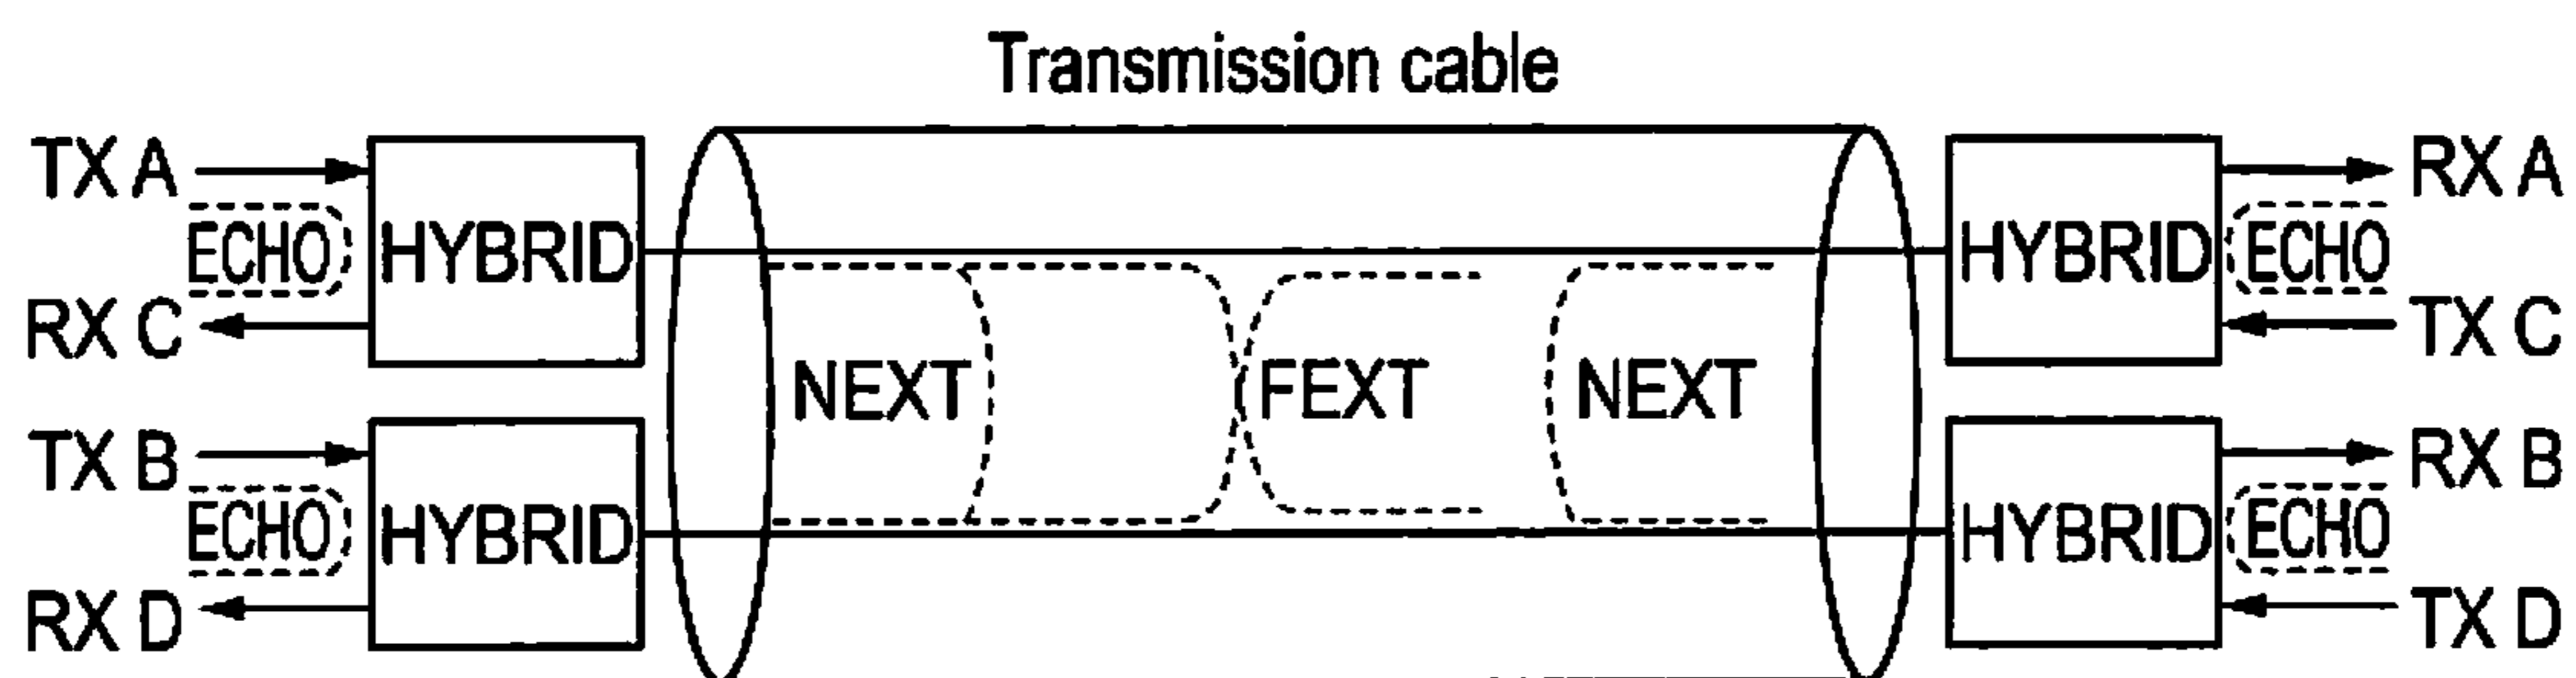 Transmission cable
TX A
ECHO
RX C
HYBRID
TX B
ECHO
RX D
HYBRID
NEXT
FEXT
NEXT
HYBRID
RX A
ECHO
TX C
HYBRID
RX B
ECHO
TX D